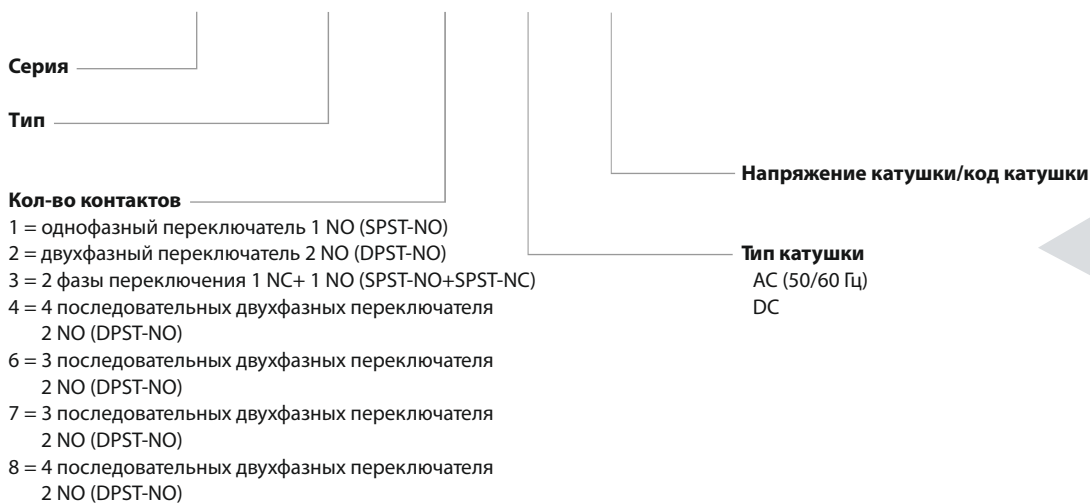 Серия
Тип
Кол-во контактов
1 = однофазный переключатель 1 NO (SPST-NO)
2 = двухфазный переключатель 2 NO (DPST-NO)
3 = 2 фазы переключения 1 NC+ 1 NO (SPST-NO+SPST-NC)
4 = 4 последовательных двухфазных переключателя
2 NO (DPST-NO)
6 = 3 последовательных двухфазных переключателя
2 NO (DPST-NO)
7 = 3 последовательных двухфазных переключателя
2 NO (DPST-NO)
8 = 4 последовательных двухфазных переключателя
2 NO (DPST-NO)
Напряжение катушки/код катушки
Тип катушки
AC (50/60 Гц)
DC